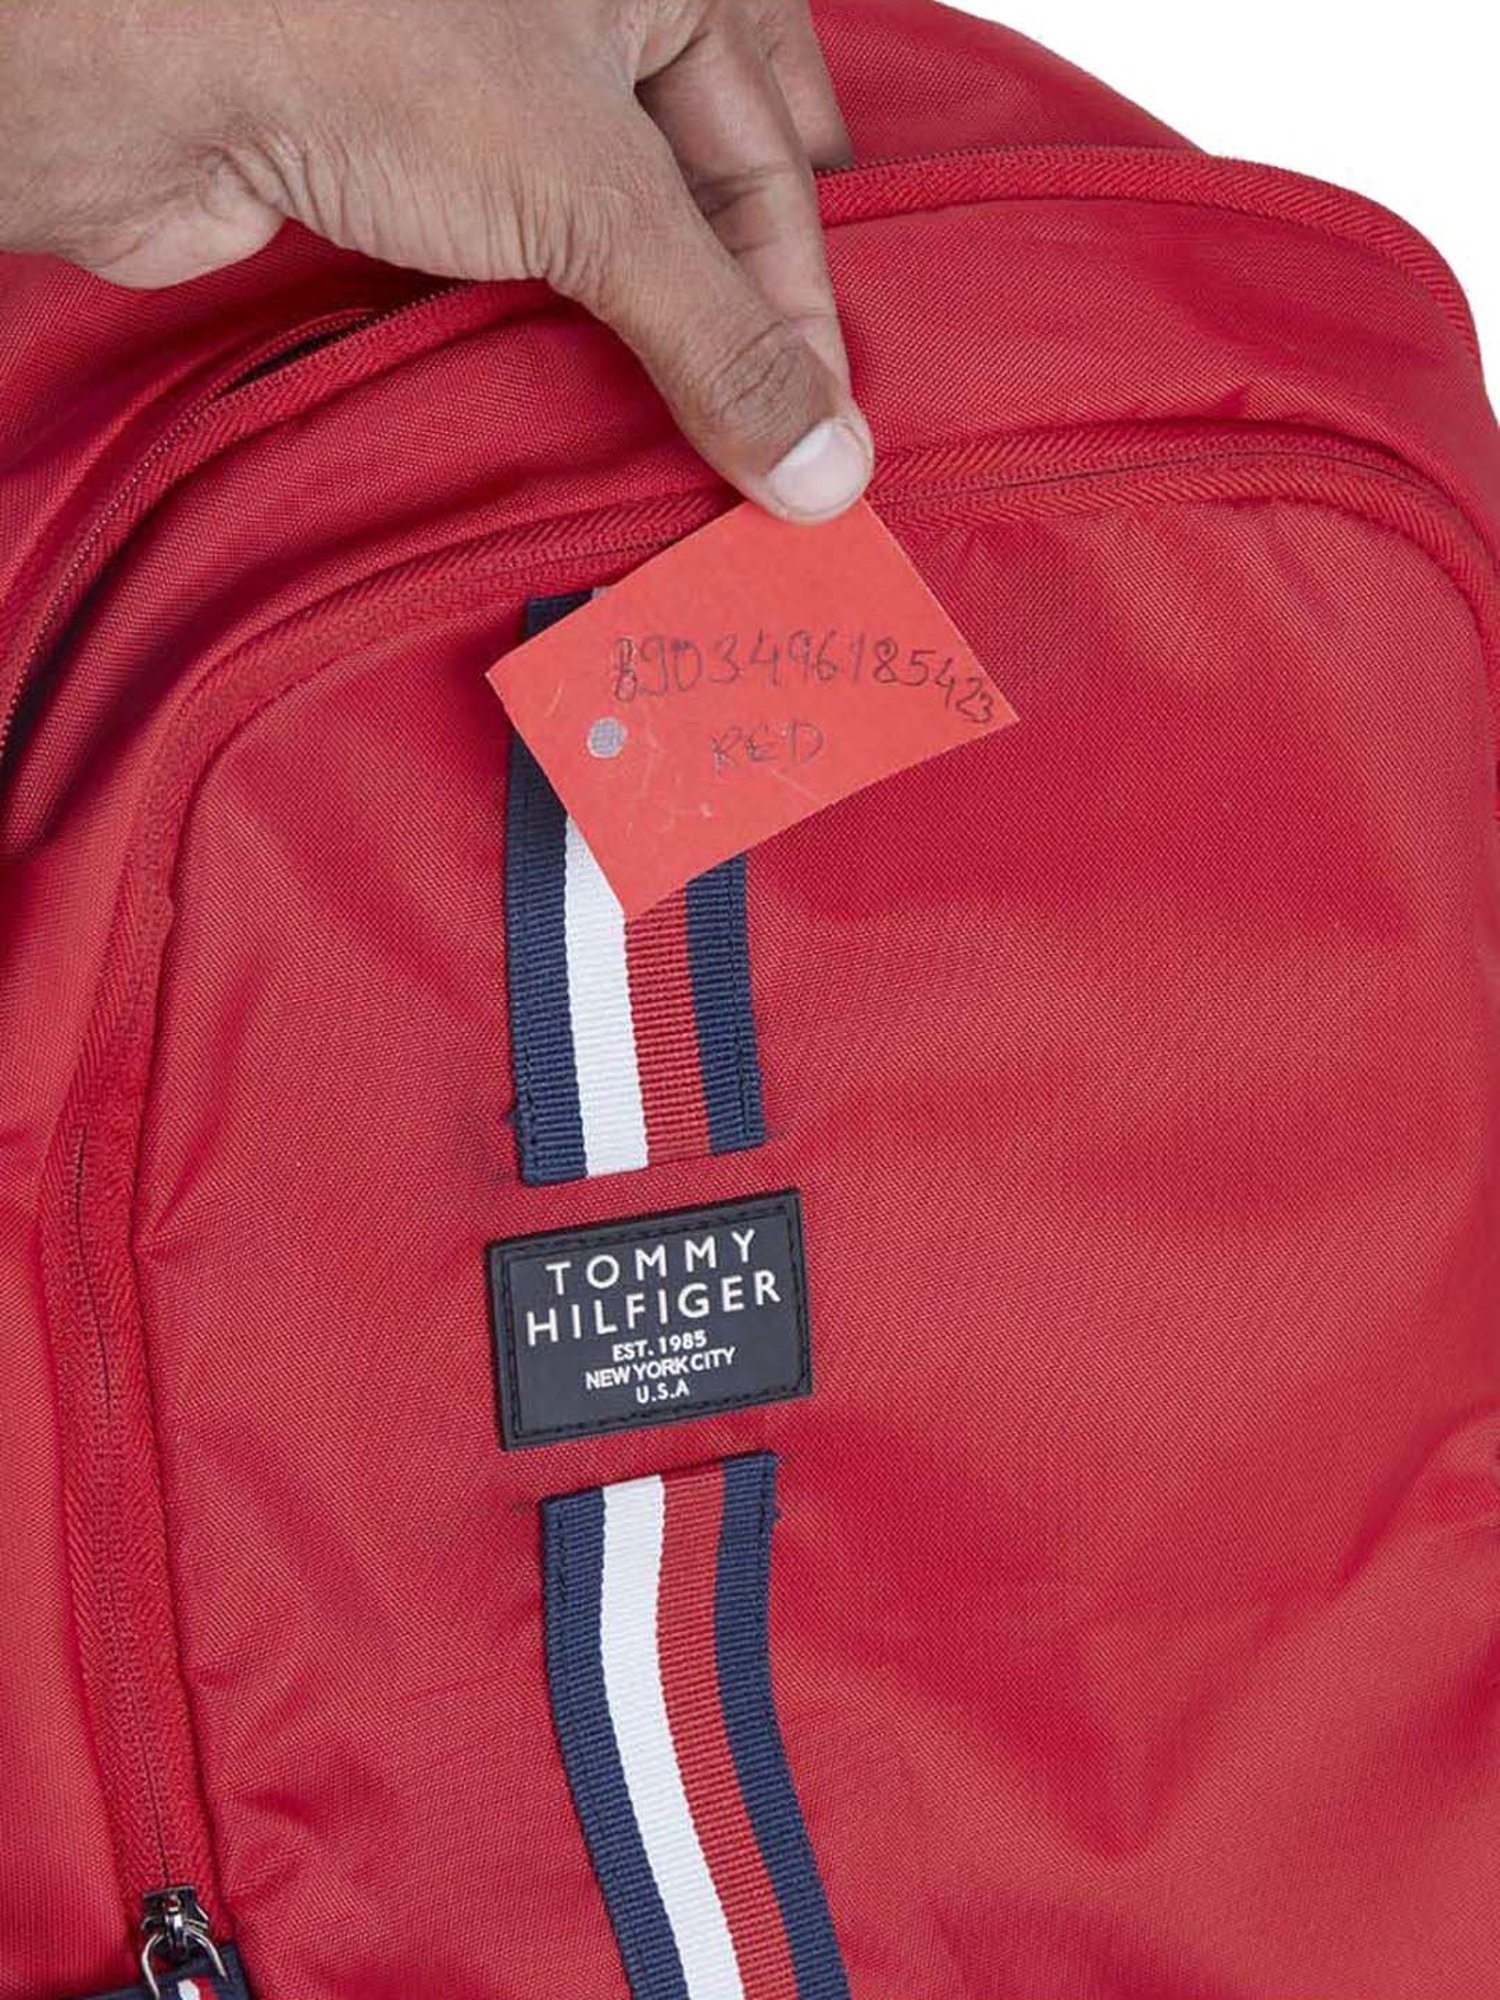 8903496185423
RED
TOMMY
HILFIGER
EST. 1985
NEW YORK CITY
U.S.A